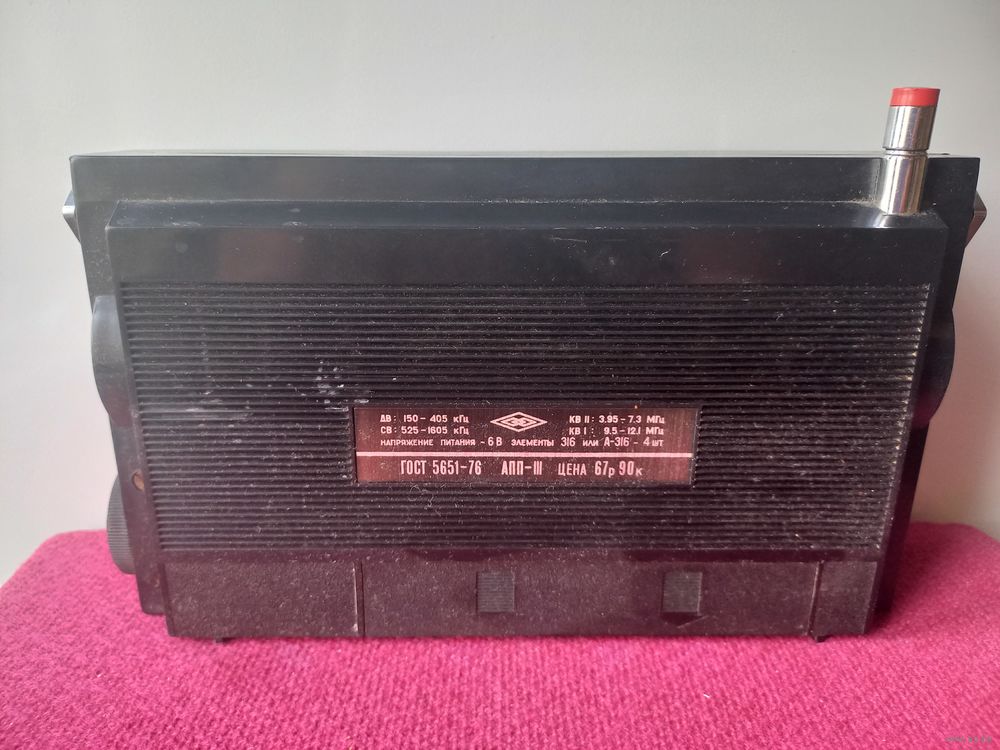 ДВ: 150 - 405 кГц КВ II: 3.95 - 7.3 МГц
СВ: 525-1605 кГц КВ I: 9.5 - 12.1 МГц
НАПРЯЖЕНИЕ ПИТАНИЯ - 6 В ЭЛЕМЕНТЫ 316 ИЛИ А-316 - 4 шт
ГОСТ 5651-76 АПП-III ЦЕНА 67р 90к